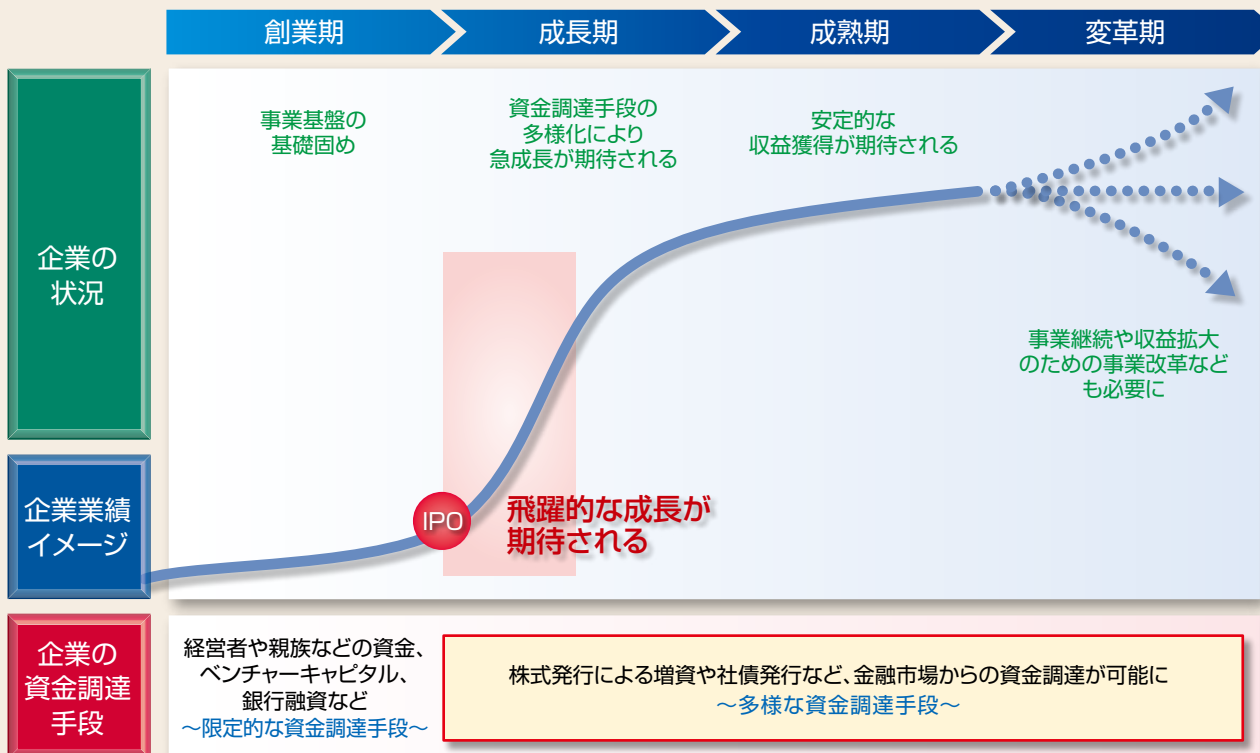 創業期
成長期
成熟期
変革期
企業の
状況
事業基盤の
基礎固め
資金調達手段の
多様化により
急成長が期待される
安定的な
収益獲得が期待される
事業継続や収益拡大
のための事業改革など
も必要に
企業業績
イメージ
IPO
飛躍的な成長が
期待される
企業の
資金調達
手段
経営者や親族などの資金、
ベンチャーキャピタル、
銀行融資など
～限定的な資金調達手段～
株式発行による増資や社債発行など、金融市場からの資金調達が可能に
～多様な資金調達手段～